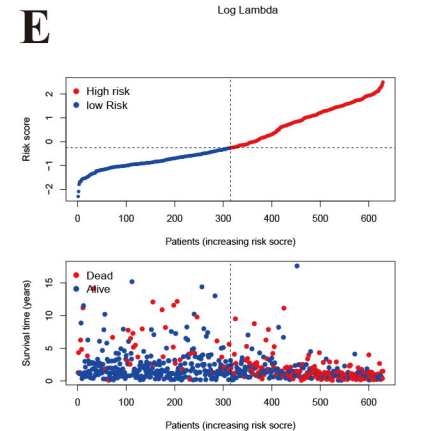 Log Lambda
E
High risk
low Risk
Risk score
2
1
0
−1
−2
0 100 200 300 400 500 600
Patients (increasing risk socre)
Dead
Alive
Survival time (years)
15
10
5
0
0 100 200 300 400 500 600
Patients (increasing risk socre)